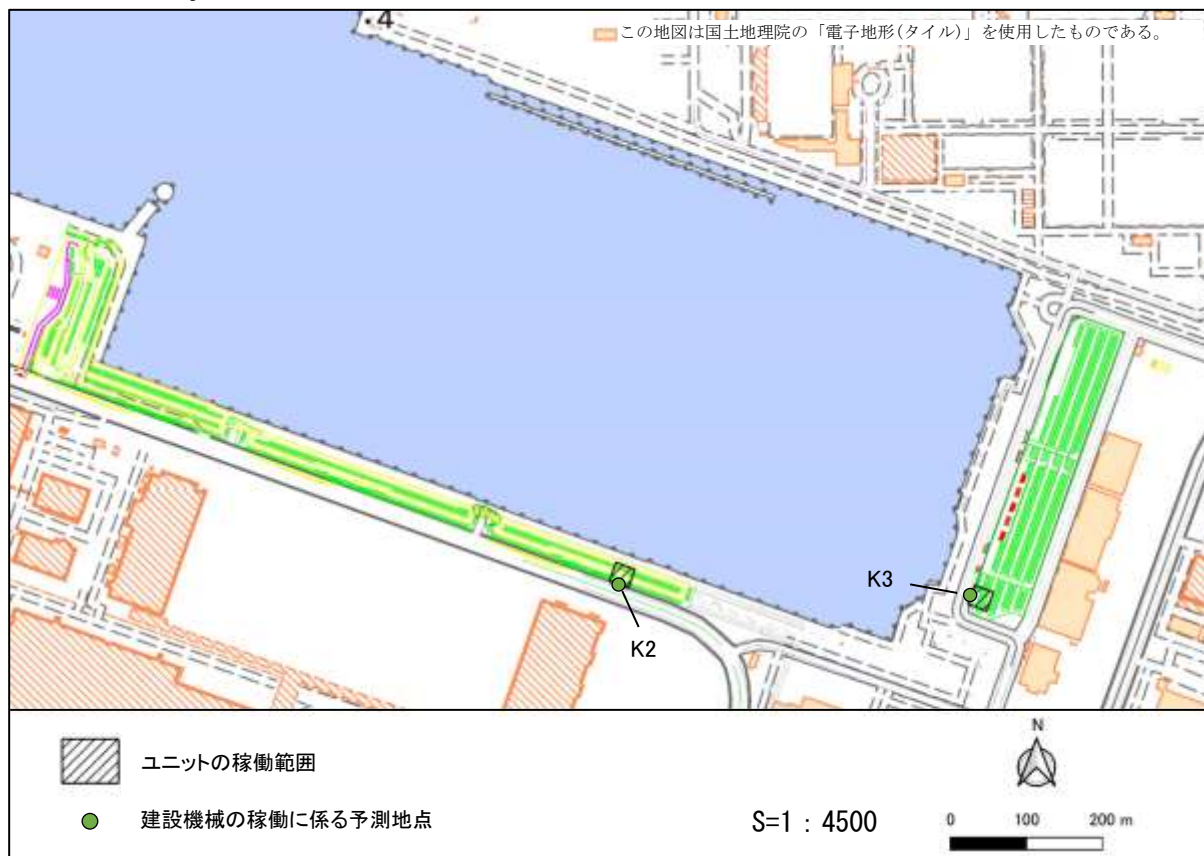 4
この地図は国土地理院の「電子地形(タイル)」を使用したものである。
K3
K2
ユニットの稼働範囲
建設機械の稼働に係る予測地点
S=1 : 4500
N
0 100 200 m